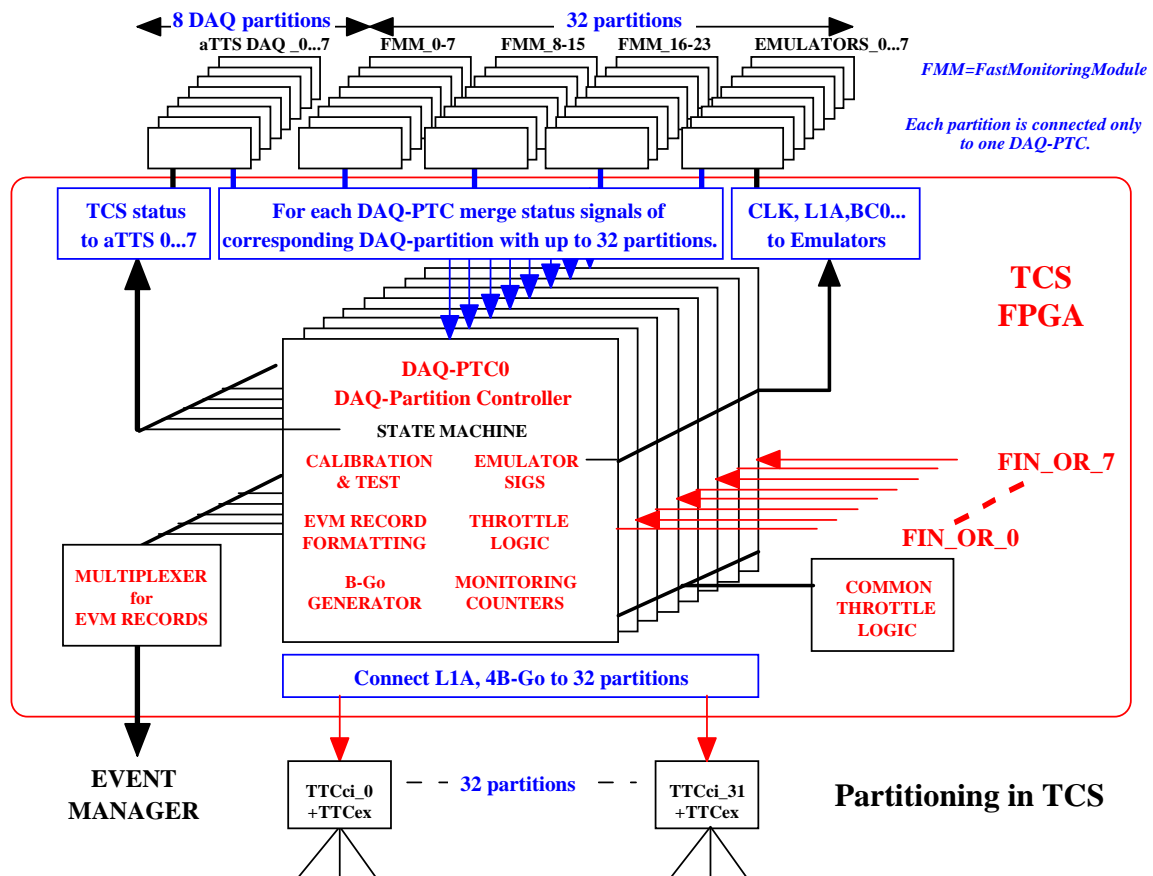 8 DAQ partitions
32 partitions
aTTS DAQ _0...7
FMM_0-7
FMM_8-15
FMM_16-23
EMULATORS_0...7
FMM=FastMonitoringModule
Each partition is connected only
to one DAQ-PTC.
TCS status
to aTTS 0...7
For each DAQ-PTC merge status signals of
corresponding DAQ-partition with up to 32 partitions.
CLK, L1A,BC0...
to Emulators
TCS
FPGA
DAQ-PTC0
DAQ-Partition Controller
STATE MACHINE
CALIBRATION
& TEST
EMULATOR
SIGS
EVM RECORD
FORMATTING
THROTTLE
LOGIC
B-Go
GENERATOR
MONITORING
COUNTERS
FIN_OR_7
FIN_OR_0
MULTIPLEXER
for
EVM RECORDS
COMMON
THROTTLE
LOGIC
Connect L1A, 4B-Go to 32 partitions
EVENT
MANAGER
TTCci_0
+TTCex
32 partitions
TTCci_31
+TTCex
Partitioning in TCS